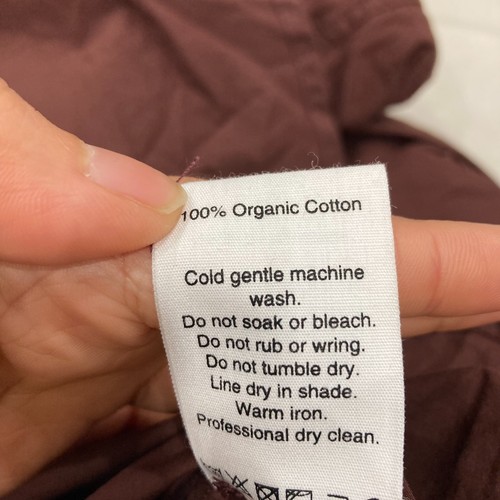 100% Organic Cotton
Cold gentle machine
wash.
Do not soak or bleach.
Do not rub or wring.
Do not tumble dry.
Line dry in shade.
Warm iron.
Professional dry clean.